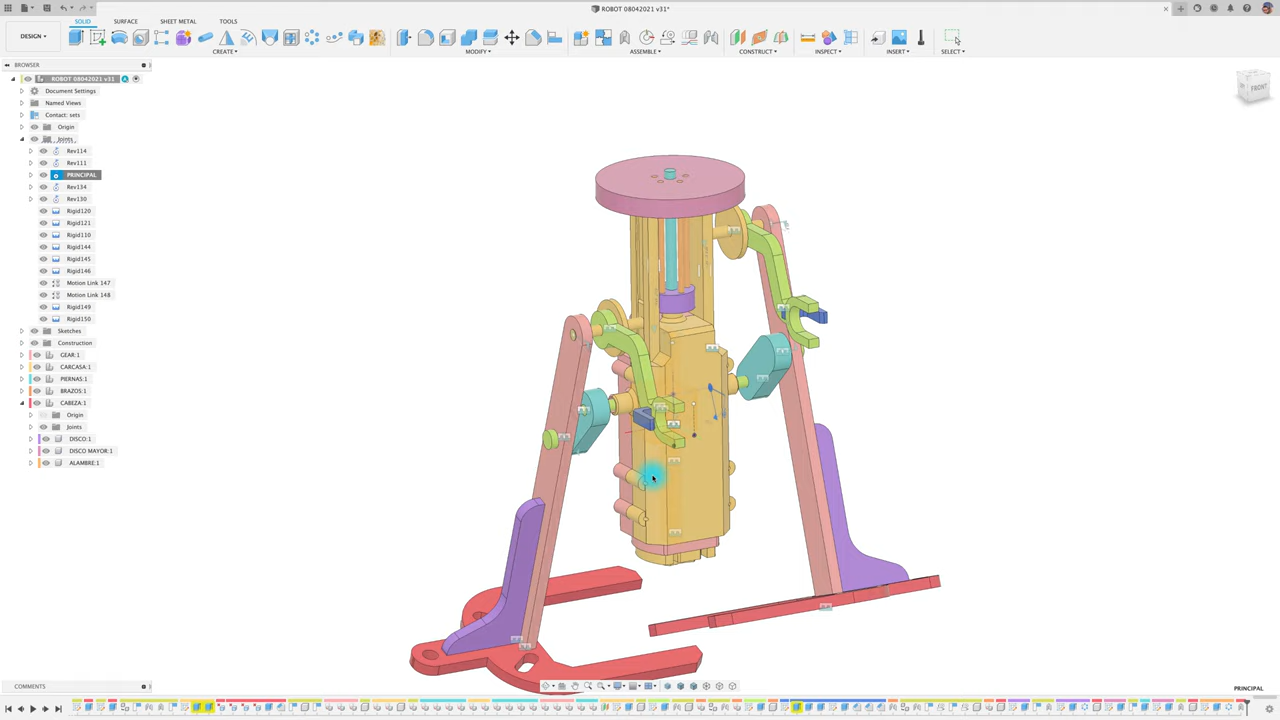 ROBOT 08042021 v31*
SOLID
SURFACE
SHEET METAL
TOOLS
DESIGN
CREATE
MODIFY
ASSEMBLE
CONSTRUCT
INSPECT
INSERT
SELECT
BROWSER
ROBOT 08042021 v31
Document Settings
Named Views
Contact: sets
Origin
Joints
Rev114
Rev111
PRINCIPAL
Rev134
Rev130
Rigid120
Rigid121
Rigid110
Rigid144
Rigid145
Rigid146
Motion Link 147
Motion Link 148
Rigid149
Rigid150
Sketches
Construction
GEAR:1
CARCASA:1
PIERNAS:1
BRAZOS:1
CABEZA:1
Origin
Joints
DISCO:1
DISCO MAYOR:1
ALAMBRE:1
FRONT
COMMENTS
PRINCIPAL